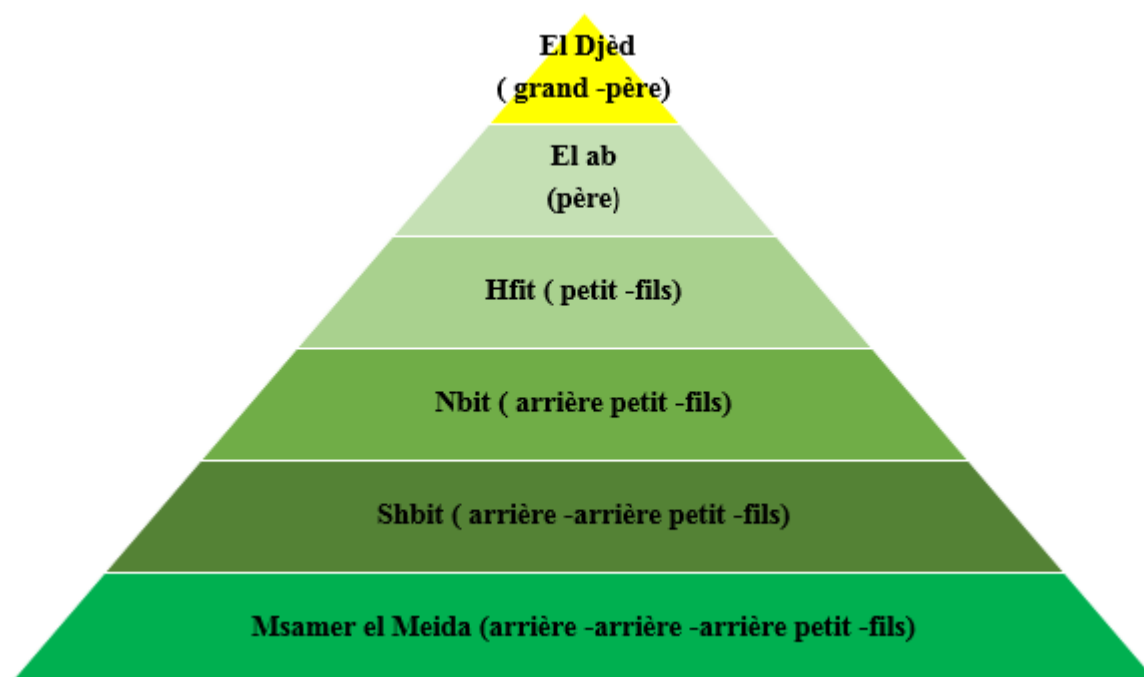 El Djèd
( grand -père)
El ab
(père)
Hfit ( petit -fils)
Nbit ( arrière petit -fils)
Shbit ( arrière -arrière petit -fils)
Msamer el Meida (arrière -arrière -arrière petit -fils)